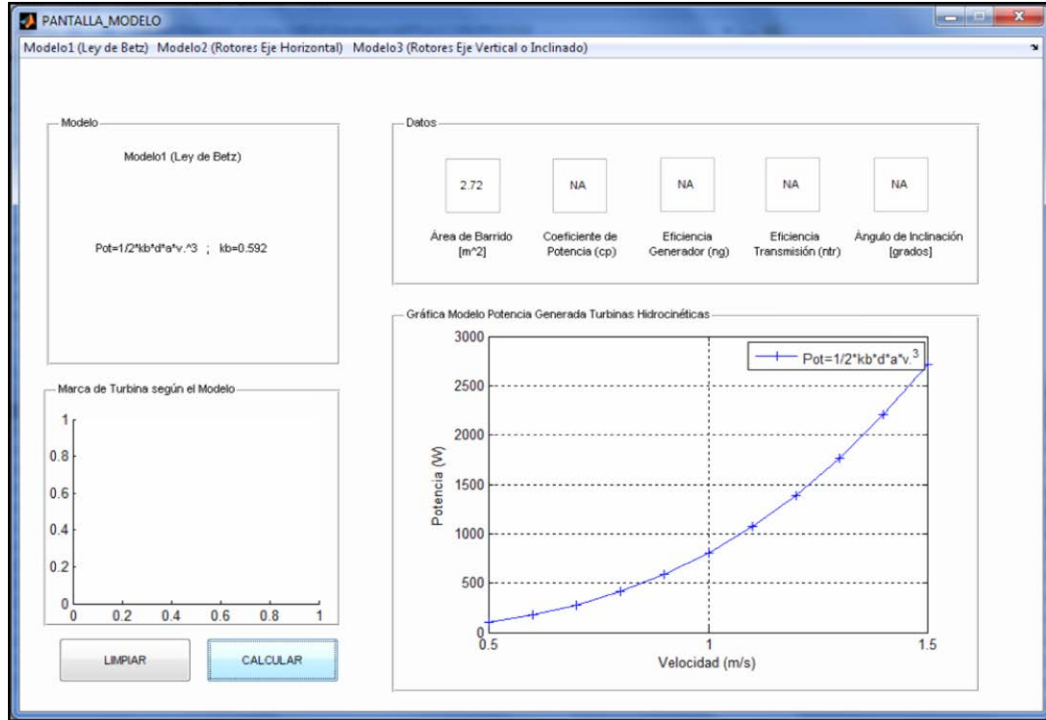 PANTALLA_MODELO
Modelo1 (Ley de Betz) Modelo2 (Rotores Eje Horizontal) Modelo3 (Rotores Eje Vertical o Inclinado)
Modelo
Modelo1 (Ley de Betz)
Pot=1/2*kb*d*a*v.^3 ; kb=0.592
Datos
2.72 NA NA NA NA
Área de Barrido
[m^2]
Coeficiente de
Potencia (cp)
Eficiencia
Generador (ng)
Eficiencia
Transmisión (ntr)
Ángulo de Inclinación
[grados]
Marca de Turbina según el Modelo
1
0.8
0.6
0.4
0.2
0
0 0.2 0.4 0.6 0.8 1
LIMPIAR CALCULAR
Gráfica Modelo Potencia Generada Turbinas Hidrocinéticas
Pot=1/2*kb*d*a*v.3
Potencia (W)
3000
2500
2000
1500
1000
500
0
0.5 1 1.5
Velocidad (m/s)